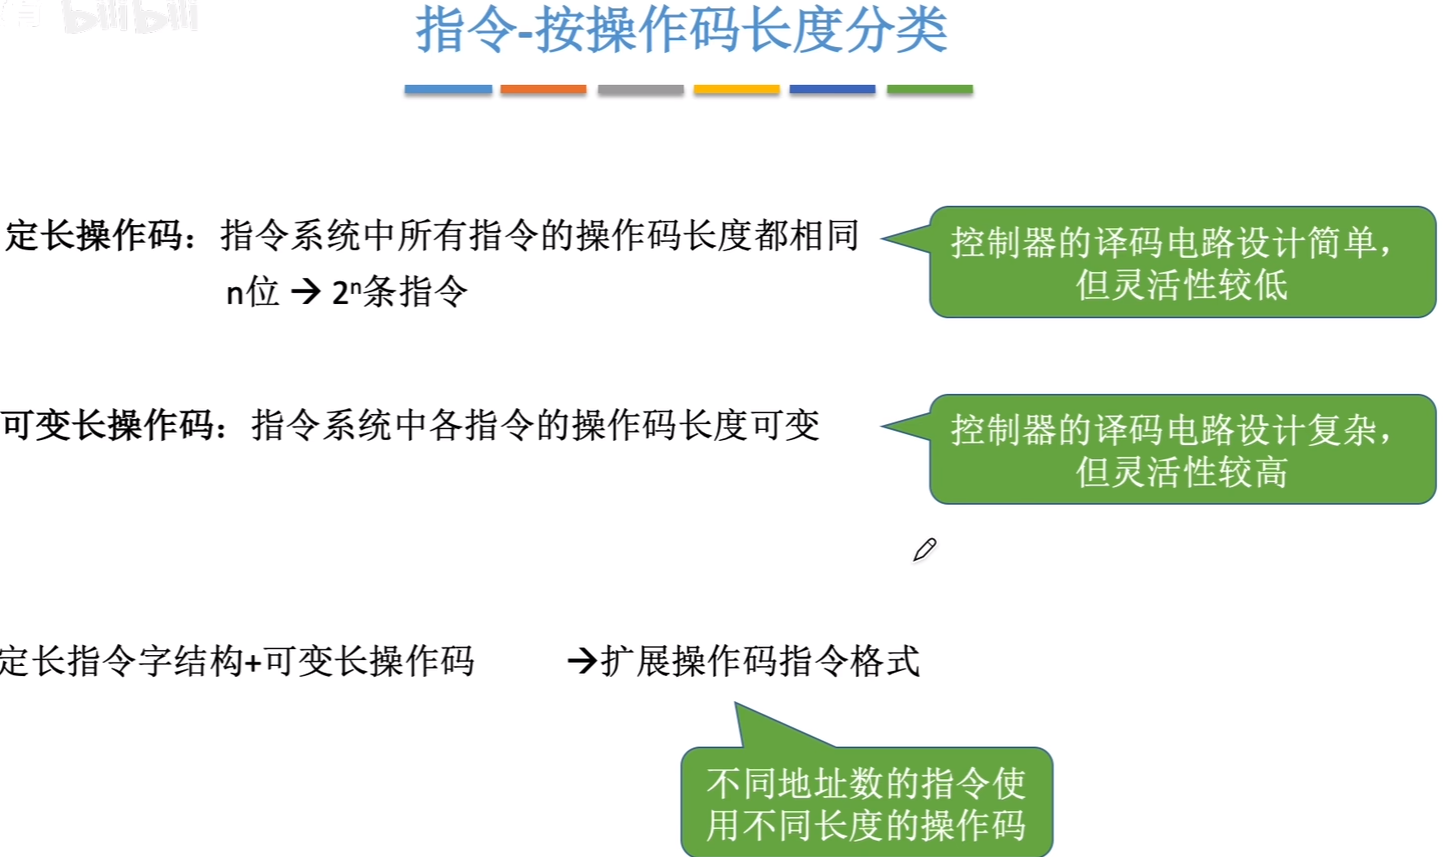 bilibili
指令-按操作码长度分类
定长操作码：指令系统中所有指令的操作码长度都相同
n位 → 2ⁿ条指令
控制器的译码电路设计简单，
但灵活性较低
可变长操作码：指令系统中各指令的操作码长度可变
控制器的译码电路设计复杂，
但灵活性较高
定长指令字结构+可变长操作码 →扩展操作码指令格式
不同地址数的指令使
用不同长度的操作码